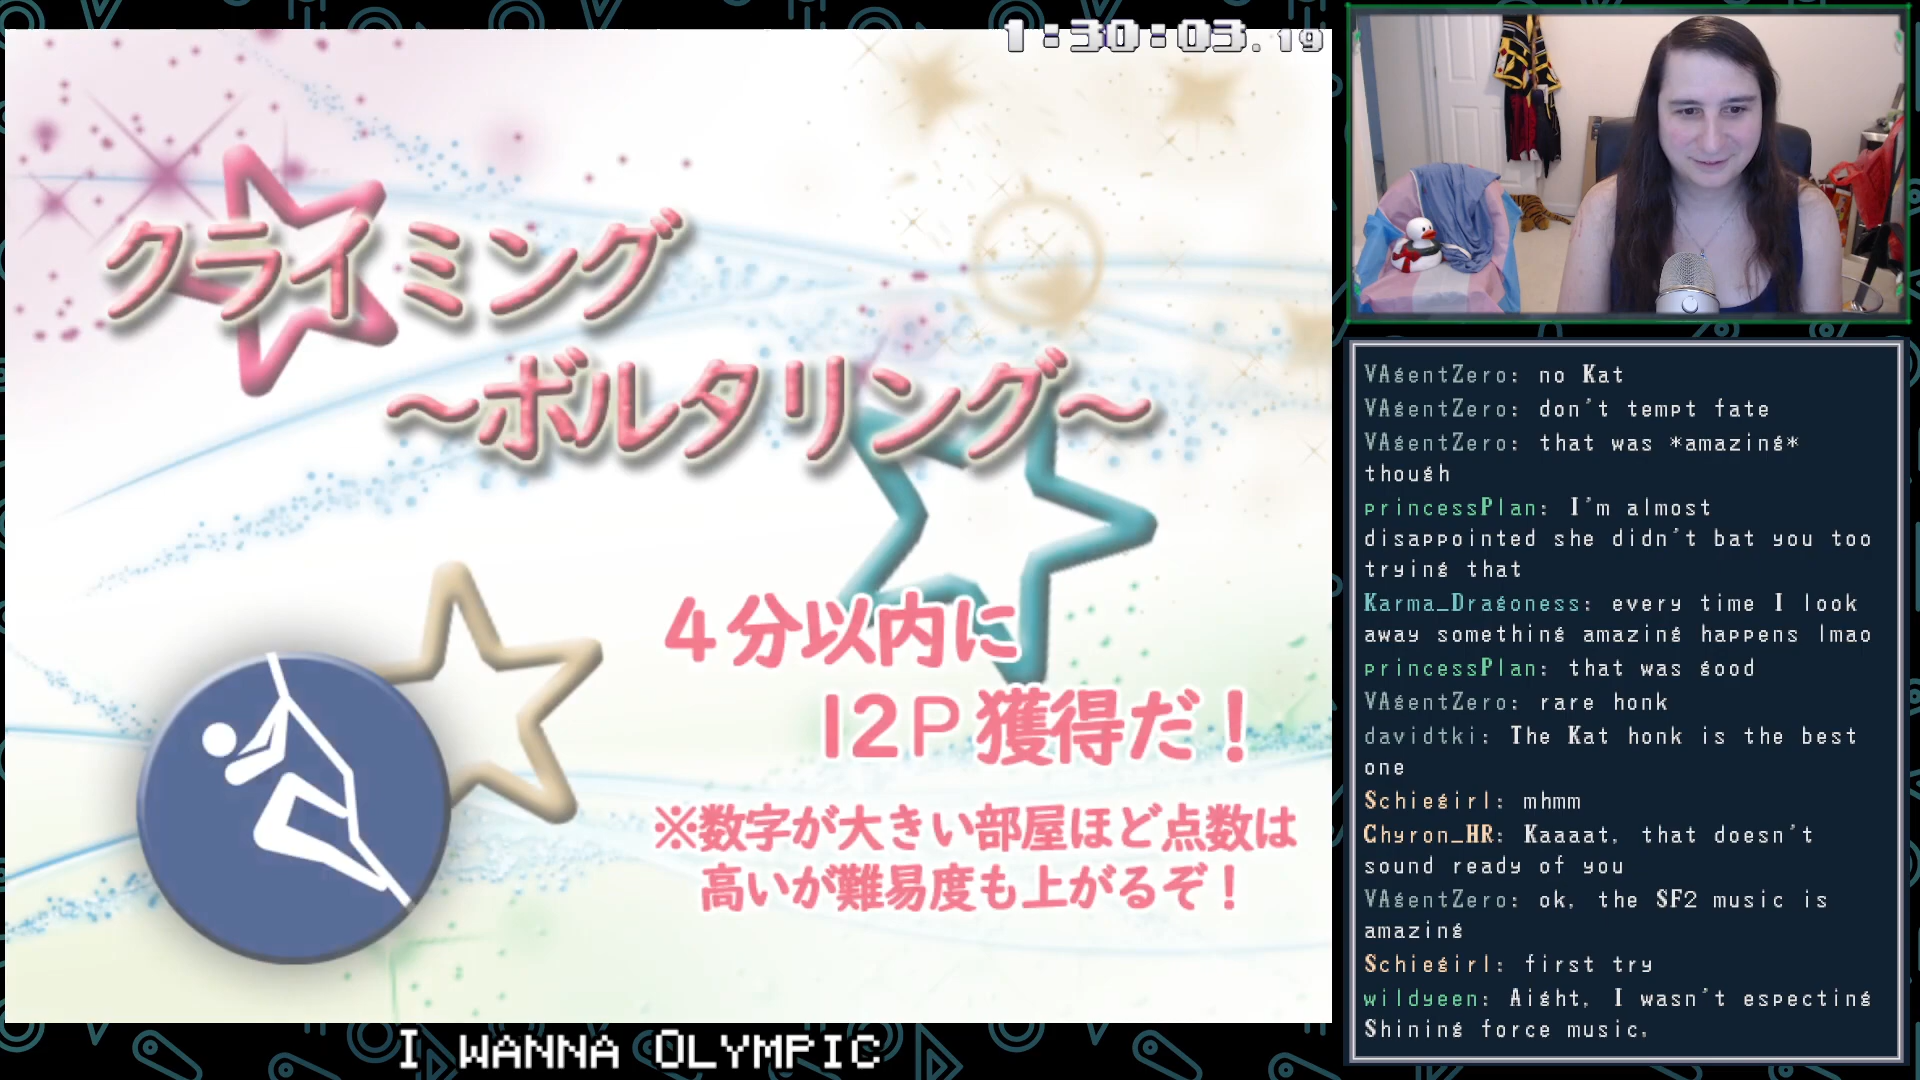 1:30:03.19
クライミング
～ボルタリング～
４分以内に
12P獲得だ！
※数字が大きい部屋ほど点数は
高いが難易度も上がるぞ！
I WANNA OLYMPIC
VAgentZero: no Kat
VAgentZero: don't tempt fate
VAgentZero: that was *amazing*
though
princessPlan: I'm almost
disappointed she didn't bat you too
trying that
Karma_Dragoness: every time I look
away something amazing happens lmao
princessPlan: that was good
VAgentZero: rare honk
davidtki: The Kat honk is the best
one
Schiegirl: mhmm
Chyron_HR: Kaaaat, that doesn't
sound ready of you
VAgentZero: ok, the SF2 music is
amazing
Schiegirl: first try
wildyeen: Aight, I wasn't especting
Shining force music.